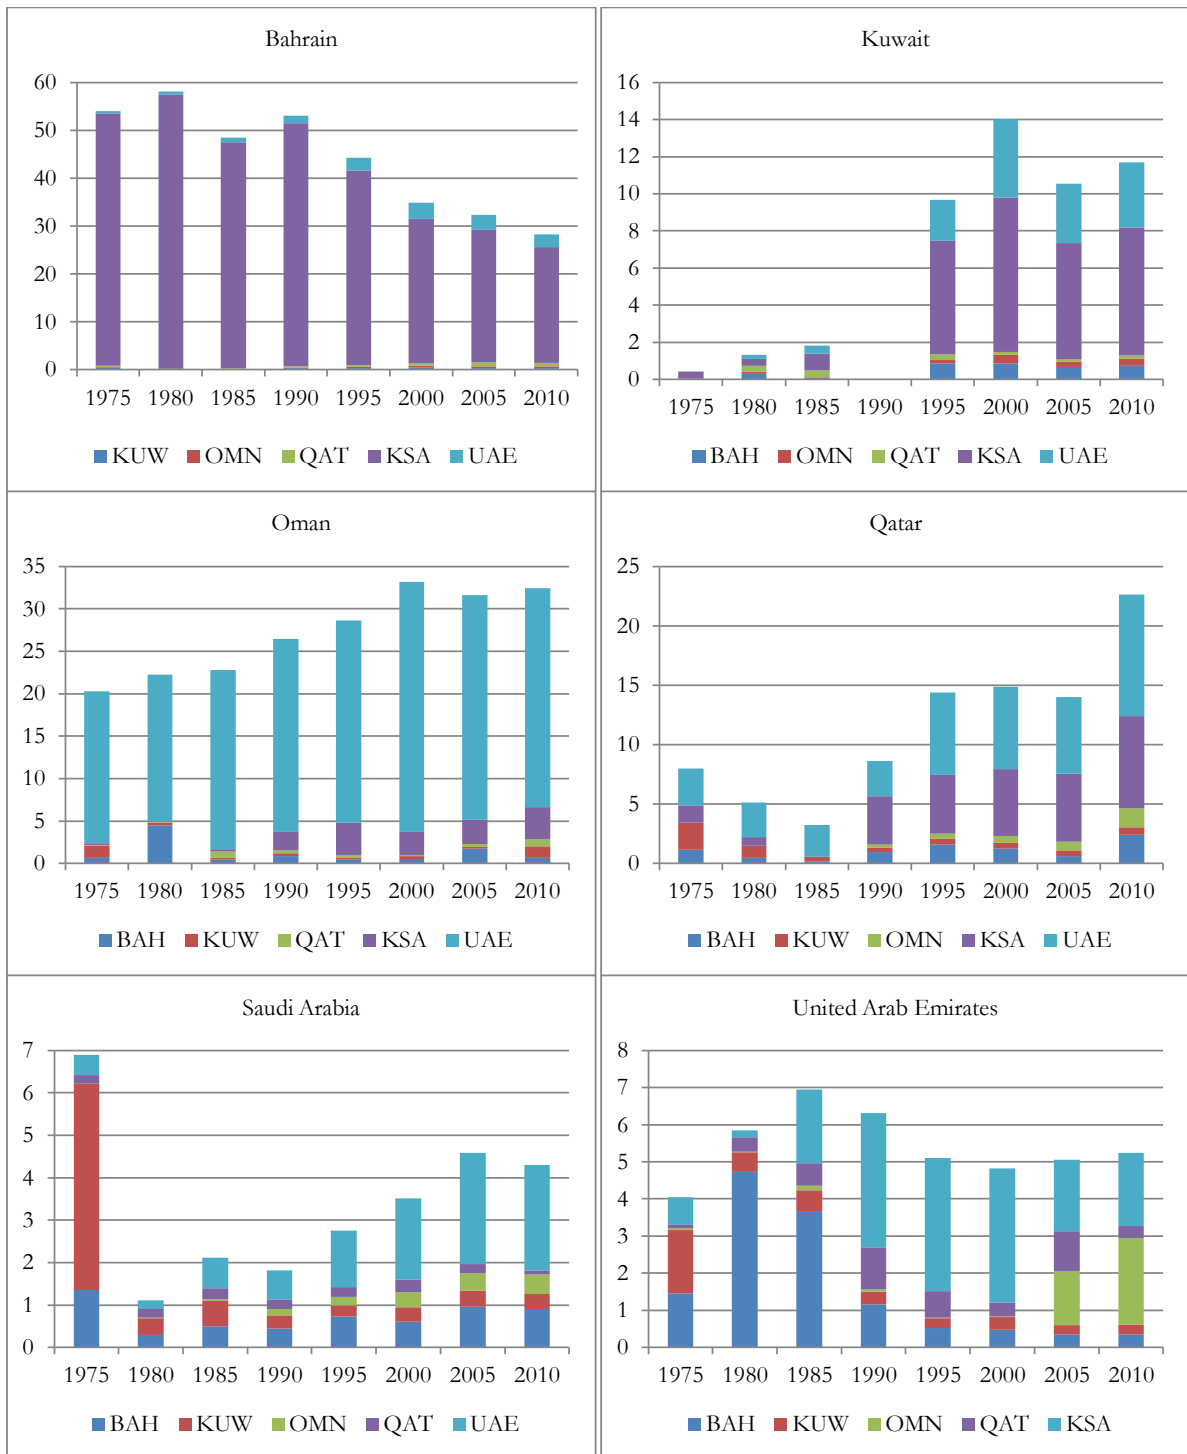 Bahrain
60
50
40
30
20
10
0
1975 1980 1985 1990 1995 2000 2005 2010
KUW OMN QAT KSA UAE
Kuwait
16
14
12
10
8
6
4
2
0
1975 1980 1985 1990 1995 2000 2005 2010
BAH OMN QAT KSA UAE
Oman
35
30
25
20
15
10
5
0
1975 1980 1985 1990 1995 2000 2005 2010
BAH KUW QAT KSA UAE
Qatar
25
20
15
10
5
0
1975 1980 1985 1990 1995 2000 2005 2010
BAH KUW OMN KSA UAE
Saudi Arabia
7
6
5
4
3
2
1
0
1975 1980 1985 1990 1995 2000 2005 2010
BAH KUW OMN QAT UAE
United Arab Emirates
8
7
6
5
4
3
2
1
0
1975 1980 1985 1990 1995 2000 2005 2010
BAH KUW OMN QAT KSA